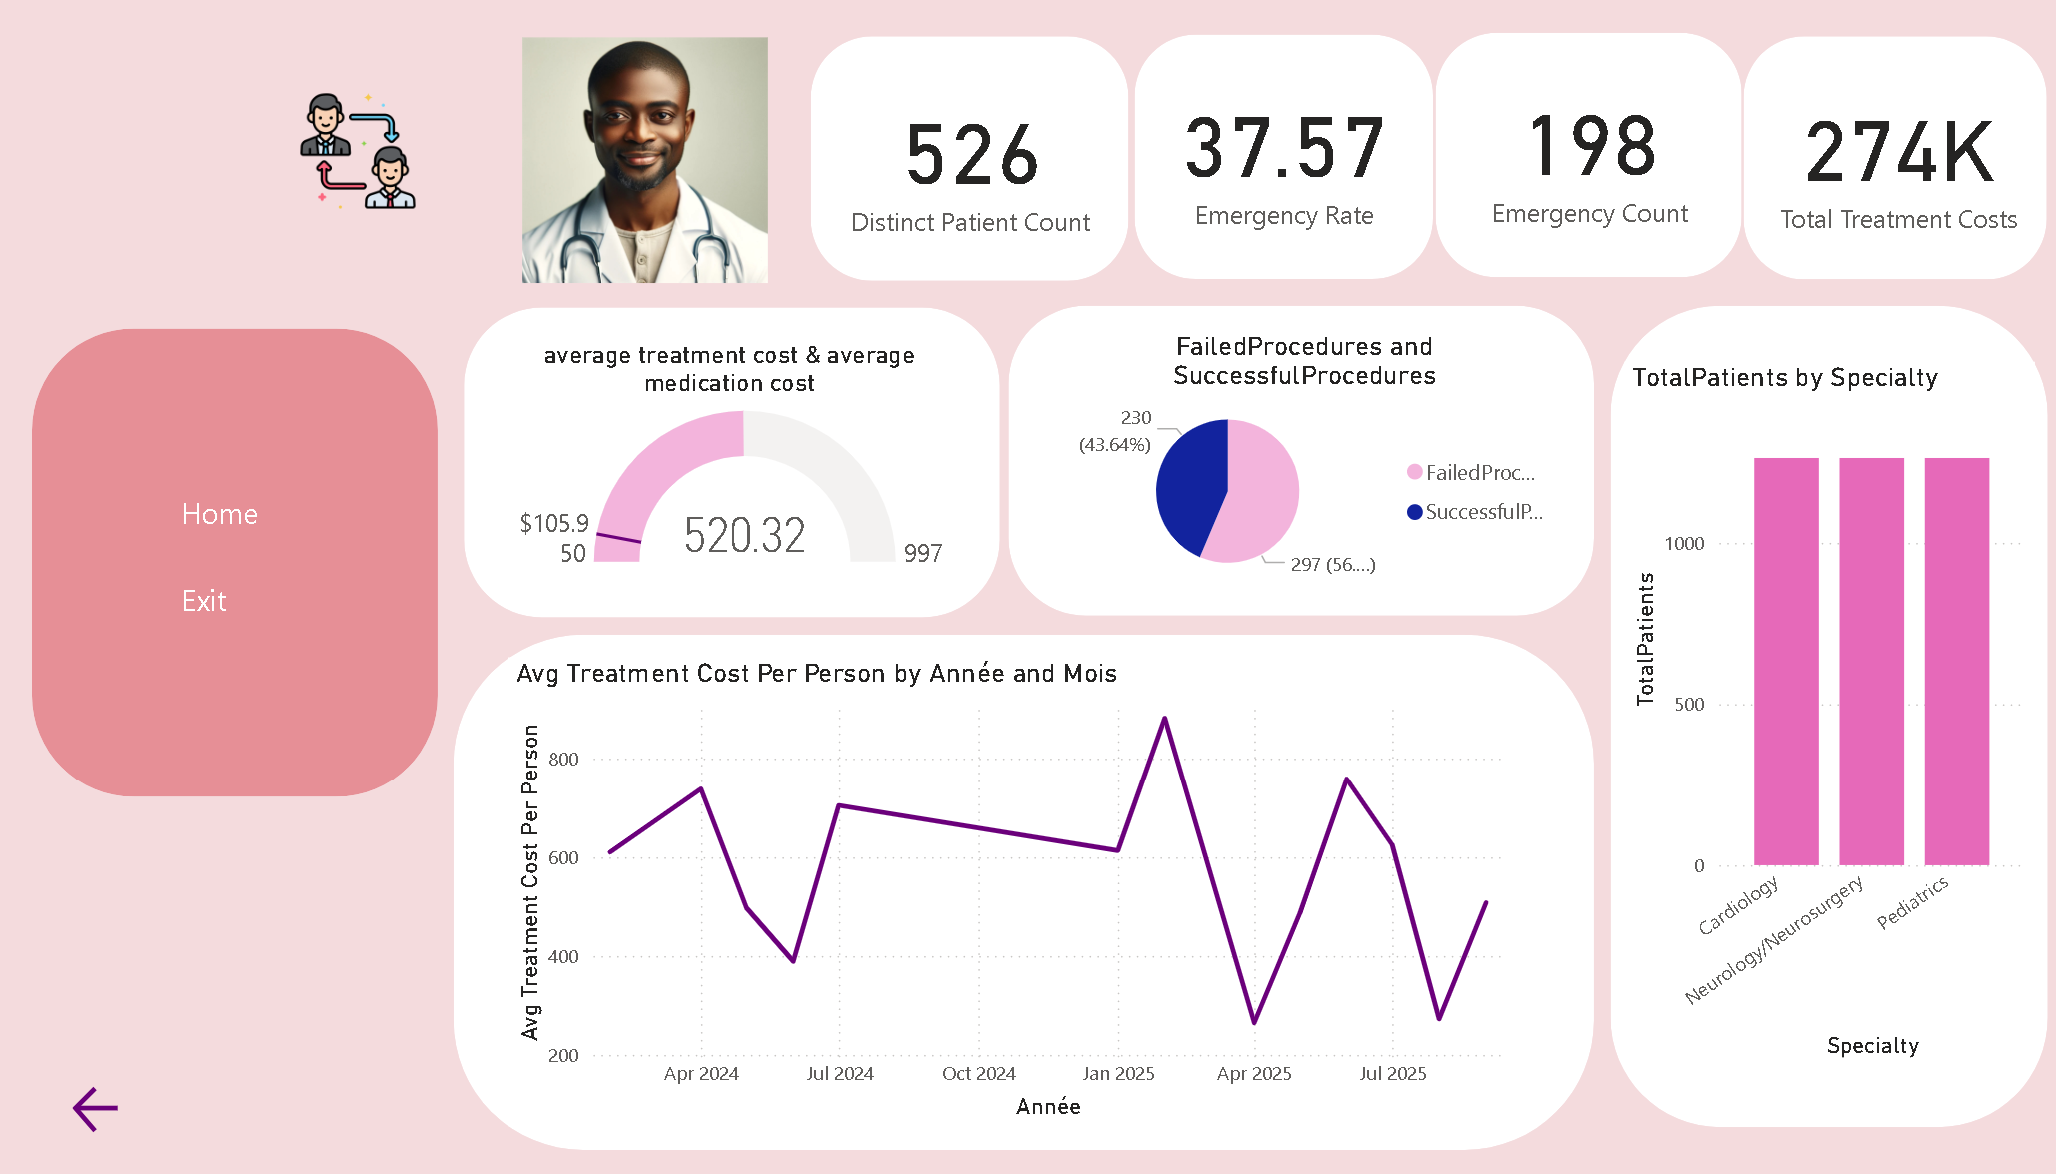 526
Distinct Patient Count
37.57
Emergency Rate
198
Emergency Count
274K
Total Treatment Costs
Home
Exit
average treatment cost & average
medication cost
$105.9
50
520.32
997
FailedProcedures and
SuccessfulProcedures
230
(43.64%)
297 (56....)
FailedProc...
SuccessfulP...
TotalPatients by Specialty
TotalPatients
1000
500
0
Cardiology
Neurology/Neurosurgery
Pediatrics
Specialty
Avg Treatment Cost Per Person by Année and Mois
Avg Treatment Cost Per Person
800
600
400
200
Apr 2024
Jul 2024
Oct 2024
Jan 2025
Apr 2025
Jul 2025
Année